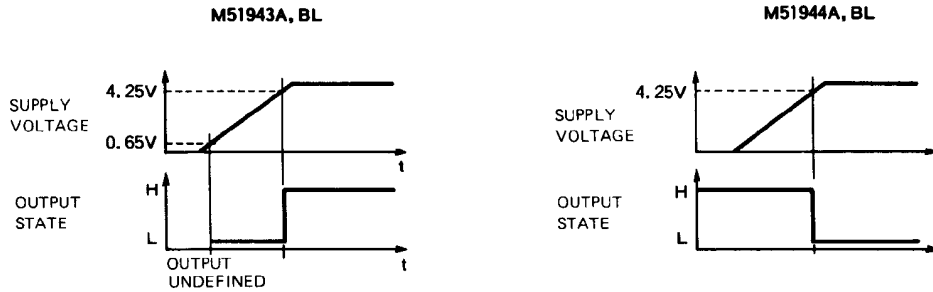 M51943A, BL
SUPPLY
VOLTAGE
4.25V
0.65V
t
OUTPUT
STATE
H
L
OUTPUT
UNDEFINED
t
M51944A, BL
SUPPLY
VOLTAGE
4.25V
H
L
OUTPUT
STATE